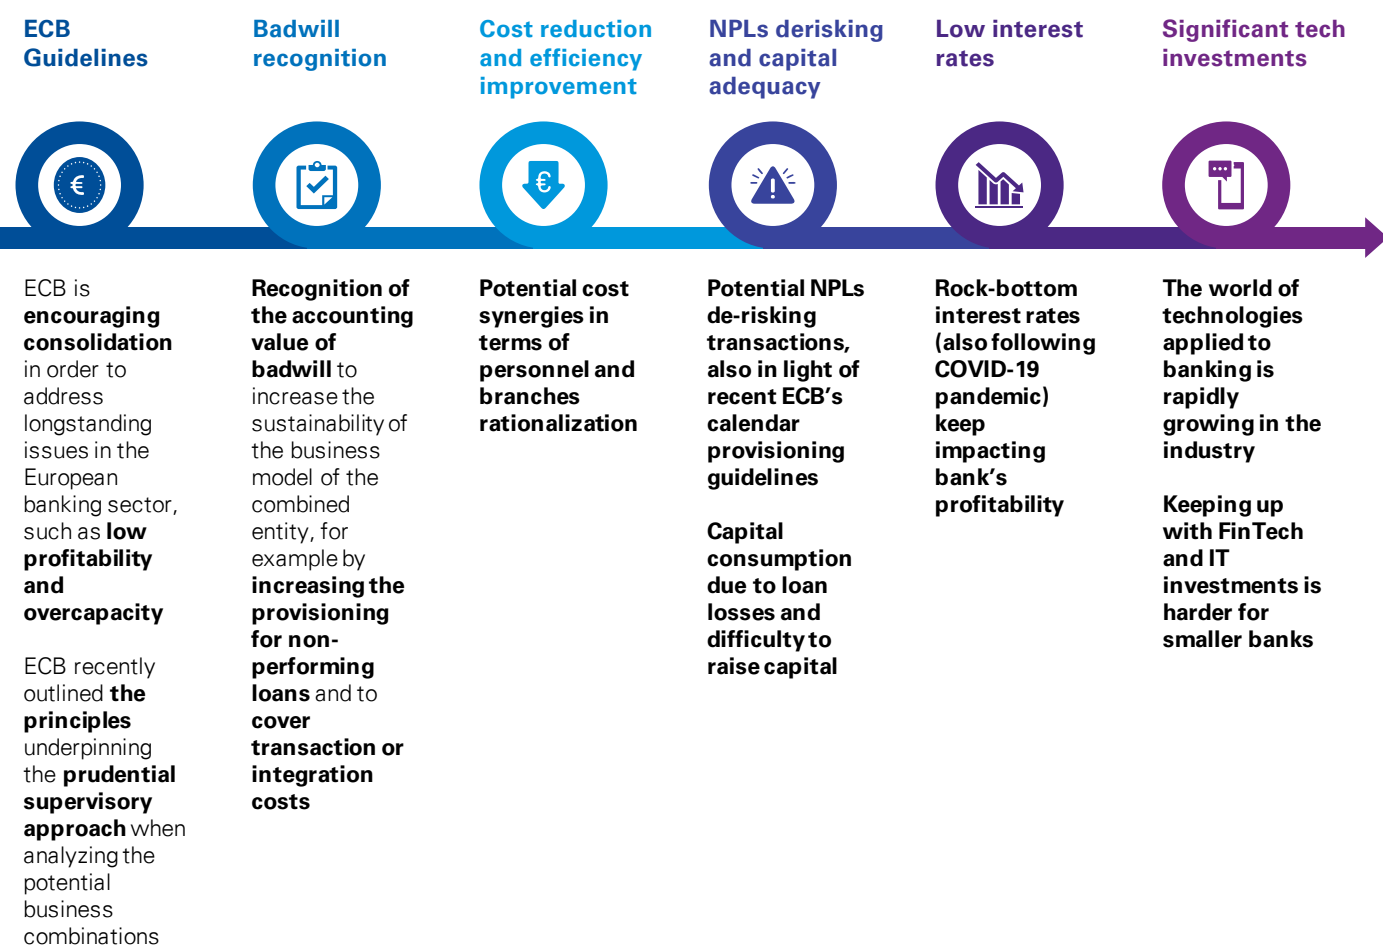 ECB
Guidelines
Badwill
recognition
Cost reduction
and efficiency
improvement
NPLs derisking
and capital
adequacy
Low interest
rates
Significant tech
investments
€
€
ECB is
encouraging
consolidation
in order to
address
longstanding
issues in the
European
banking sector,
such as low
profitability
and
overcapacity
ECB recently
outlined the
principles
underpinning
the prudential
supervisory
approach when
analyzing the
potential
business
combinations
Recognition of
the accounting
value of
badwill to
increase the
sustainability of
the business
model of the
combined
entity, for
example by
increasing the
provisioning
for non-
performing
loans and to
cover
transaction or
integration
costs
Potential cost
synergies in
terms of
personnel and
branches
rationalization
Potential NPLs
de-risking
transactions,
also in light of
recent ECB's
calendar
provisioning
guidelines
Capital
consumption
due to loan
losses and
difficulty to
raise capital
Rock-bottom
interest rates
(also following
COVID-19
pandemic)
keep
impacting
bank's
profitability
The world of
technologies
applied to
banking is
rapidly
growing in the
industry
Keeping up
with FinTech
and IT
investments is
harder for
smaller banks